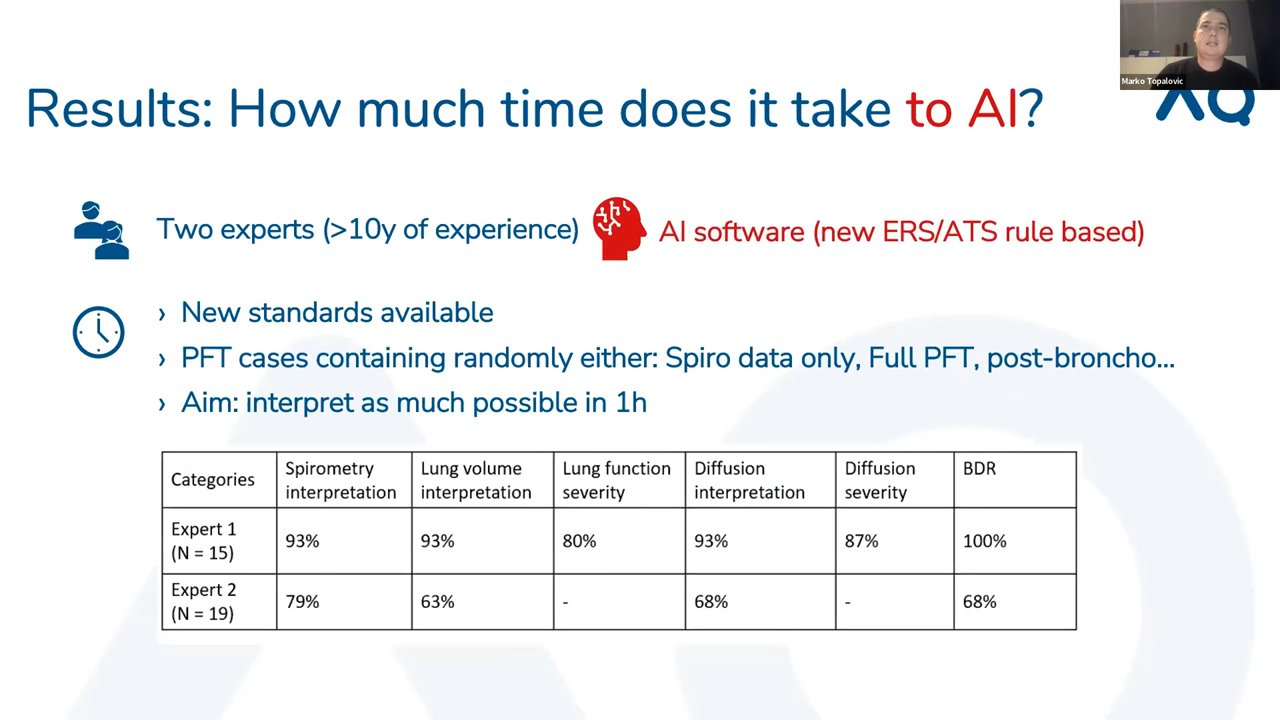 Marko Topalovic
Results: How much time does it take to AI?
Two experts (>10y of experience)
AI software (new ERS/ATS rule based)
› New standards available
› PFT cases containing randomly either: Spiro data only, Full PFT, post-broncho...
› Aim: interpret as much possible in 1h
Categories | Spirometry interpretation | Lung volume interpretation | Lung function severity | Diffusion interpretation | Diffusion severity | BDR
Expert 1 (N = 15) | 93% | 93% | 80% | 93% | 87% | 100%
Expert 2 (N = 19) | 79% | 63% | - | 68% | - | 68%